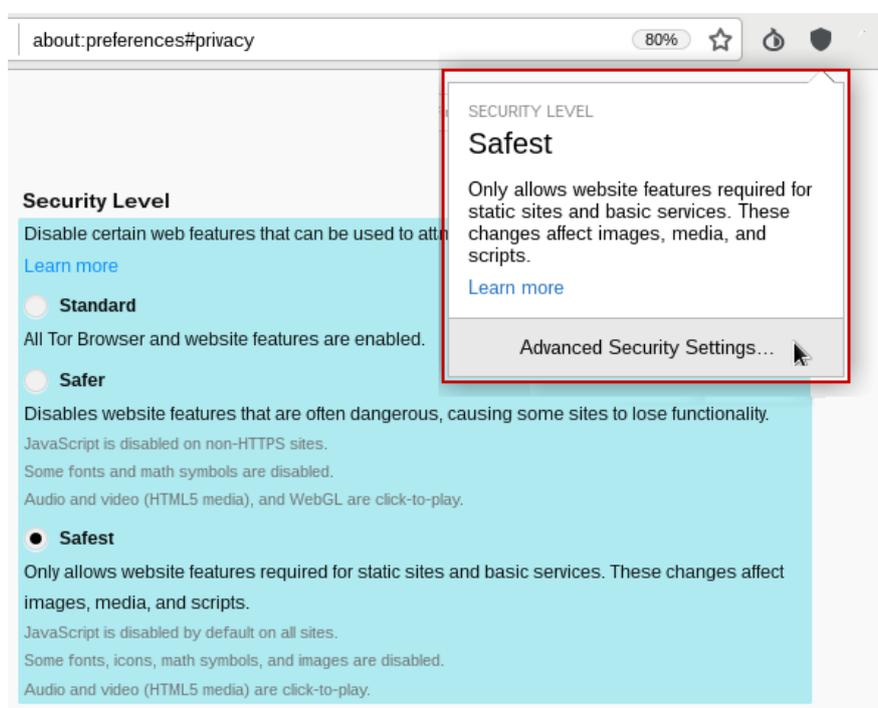 about:preferences#privacy
80%
SECURITY LEVEL
Safest
Only allows website features required for
static sites and basic services. These
changes affect images, media, and
scripts.
Learn more
Advanced Security Settings…
Security Level
Disable certain web features that can be used to
Learn more
Standard
All Tor Browser and website features are enabled.
Safer
Disables website features that are often dangerous, causing some sites to lose functionality.
JavaScript is disabled on non-HTTPS sites.
Some fonts and math symbols are disabled.
Audio and video (HTML5 media), and WebGL are click-to-play.
Safest
Only allows website features required for static sites and basic services. These changes affect
images, media, and scripts.
JavaScript is disabled by default on all sites.
Some fonts, icons, math symbols, and images are disabled.
Audio and video (HTML5 media) are click-to-play.